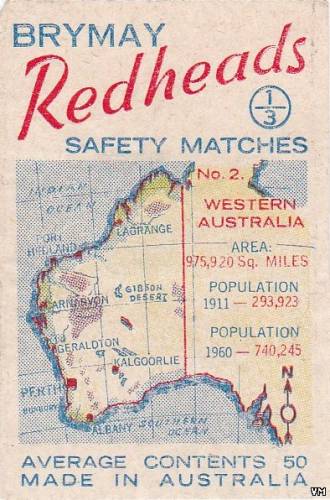 BRYMAY
Redheads
1/3
SAFETY MATCHES
No. 2.
WESTERN
AUSTRALIA
AREA:
975,920 Sq. MILES
POPULATION
1911 — 293,923
POPULATION
1960 — 740,245
INDIAN
OCEAN
PORT
HEDLAND
LAGRANGE
GIBSON
DESERT
CARNARVON
GERALDTON
KALGOORLIE
PERTH
BUNBURY
ALBANY
SOUTHERN
OCEAN
N
AVERAGE CONTENTS 50
MADE IN AUSTRALIA
VM